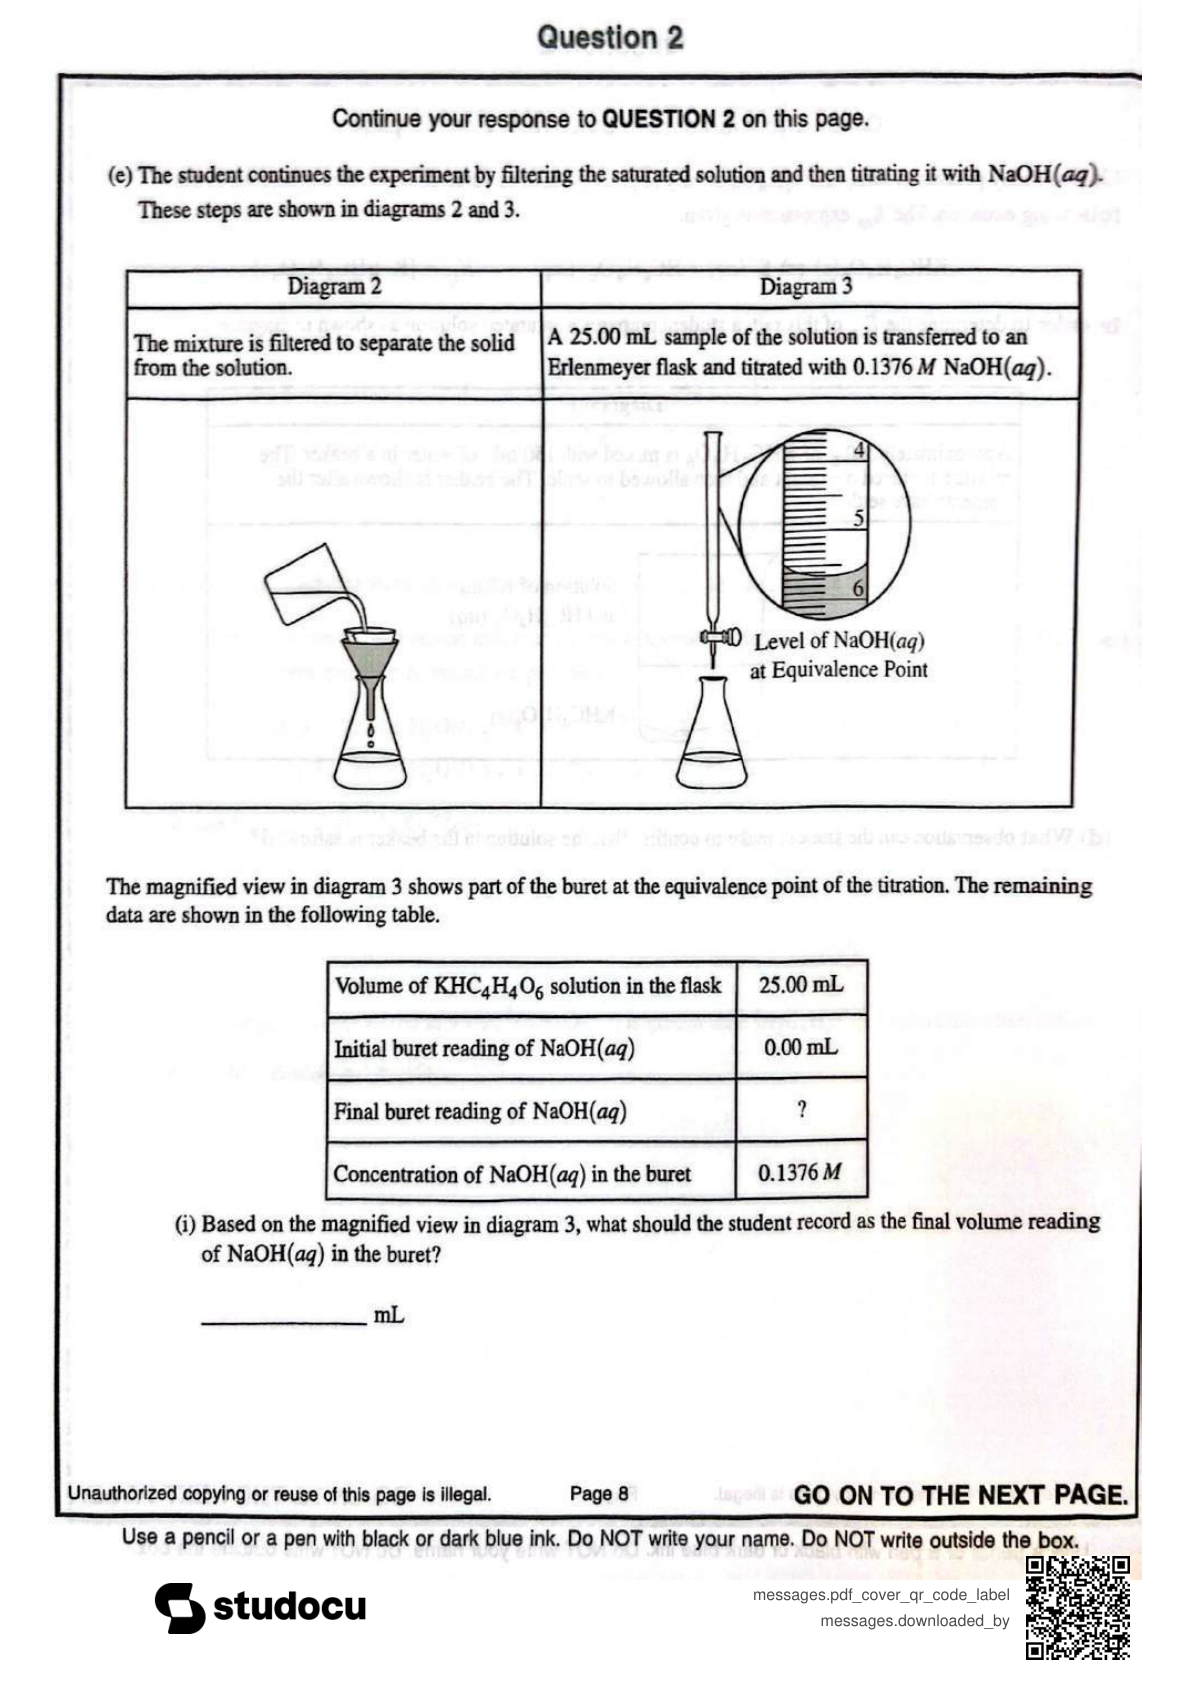 Question 2
Continue your response to QUESTION 2 on this page.
(e) The student continues the experiment by filtering the saturated solution and then titrating it with NaOH(aq).
These steps are shown in diagrams 2 and 3.
Diagram 2
Diagram 3
The mixture is filtered to separate the solid
from the solution.
A 25.00 mL sample of the solution is transferred to an
Erlenmeyer flask and titrated with 0.1376 M NaOH(aq).
4
5
6
Level of NaOH(aq)
at Equivalence Point
The magnified view in diagram 3 shows part of the buret at the equivalence point of the titration. The remaining
data are shown in the following table.
Volume of KHC₄H₄O₆ solution in the flask 25.00 mL
Initial buret reading of NaOH(aq) 0.00 mL
Final buret reading of NaOH(aq) ?
Concentration of NaOH(aq) in the buret 0.1376 M
(i) Based on the magnified view in diagram 3, what should the student record as the final volume reading
of NaOH(aq) in the buret?
____________ mL
Unauthorized copying or reuse of this page is illegal. Page 8 GO ON TO THE NEXT PAGE.
Use a pencil or a pen with black or dark blue ink. Do NOT write your name. Do NOT write outside the box.
studocu
messages.pdf_cover_qr_code_label
messages.downloaded_by